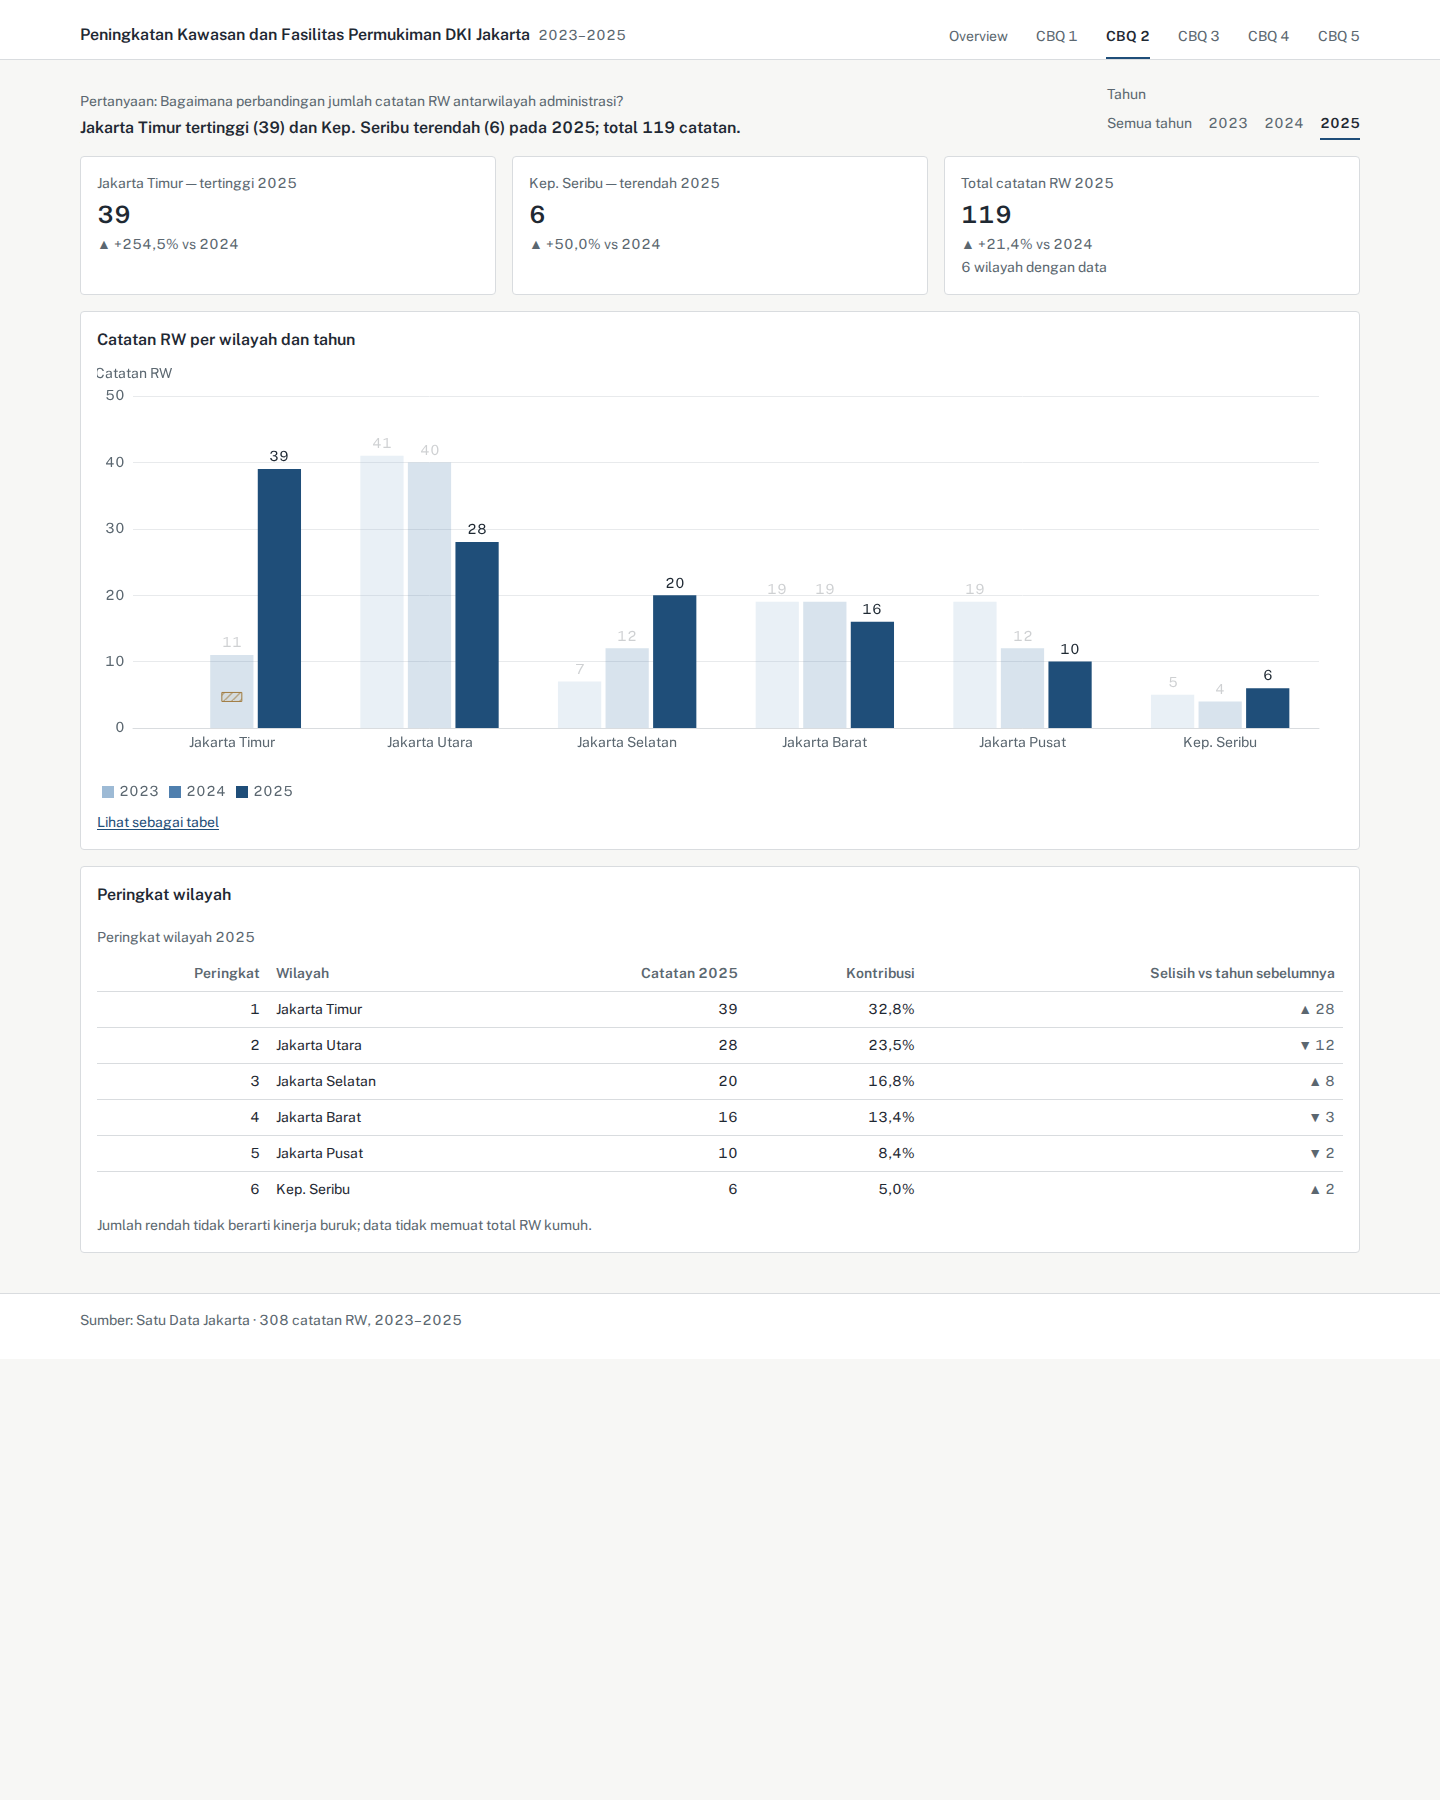 Peningkatan Kawasan dan Fasilitas Permukiman DKI Jakarta 2023–2025
Overview CBQ 1 CBQ 2 CBQ 3 CBQ 4 CBQ 5
Pertanyaan: Bagaimana perbandingan jumlah catatan RW antarwilayah administrasi?
Jakarta Timur tertinggi (39) dan Kep. Seribu terendah (6) pada 2025; total 119 catatan.
Tahun
Semua tahun 2023 2024 2025
Jakarta Timur — tertinggi 2025
39
▲ +254,5% vs 2024
Kep. Seribu — terendah 2025
6
▲ +50,0% vs 2024
Total catatan RW 2025
119
▲ +21,4% vs 2024
6 wilayah dengan data
Catatan RW per wilayah dan tahun
Catatan RW
50
40
30
20
10
0
11 39
41 40 28
7 12 20
19 19 16
19 12 10
5 4 6
Jakarta Timur Jakarta Utara Jakarta Selatan Jakarta Barat Jakarta Pusat Kep. Seribu
2023 2024 2025
Lihat sebagai tabel
Peringkat wilayah
Peringkat wilayah 2025
Peringkat Wilayah Catatan 2025 Kontribusi Selisih vs tahun sebelumnya
1 Jakarta Timur 39 32,8% ▲ 28
2 Jakarta Utara 28 23,5% ▼ 12
3 Jakarta Selatan 20 16,8% ▲ 8
4 Jakarta Barat 16 13,4% ▼ 3
5 Jakarta Pusat 10 8,4% ▼ 2
6 Kep. Seribu 6 5,0% ▲ 2
Jumlah rendah tidak berarti kinerja buruk; data tidak memuat total RW kumuh.
Sumber: Satu Data Jakarta · 308 catatan RW, 2023–2025